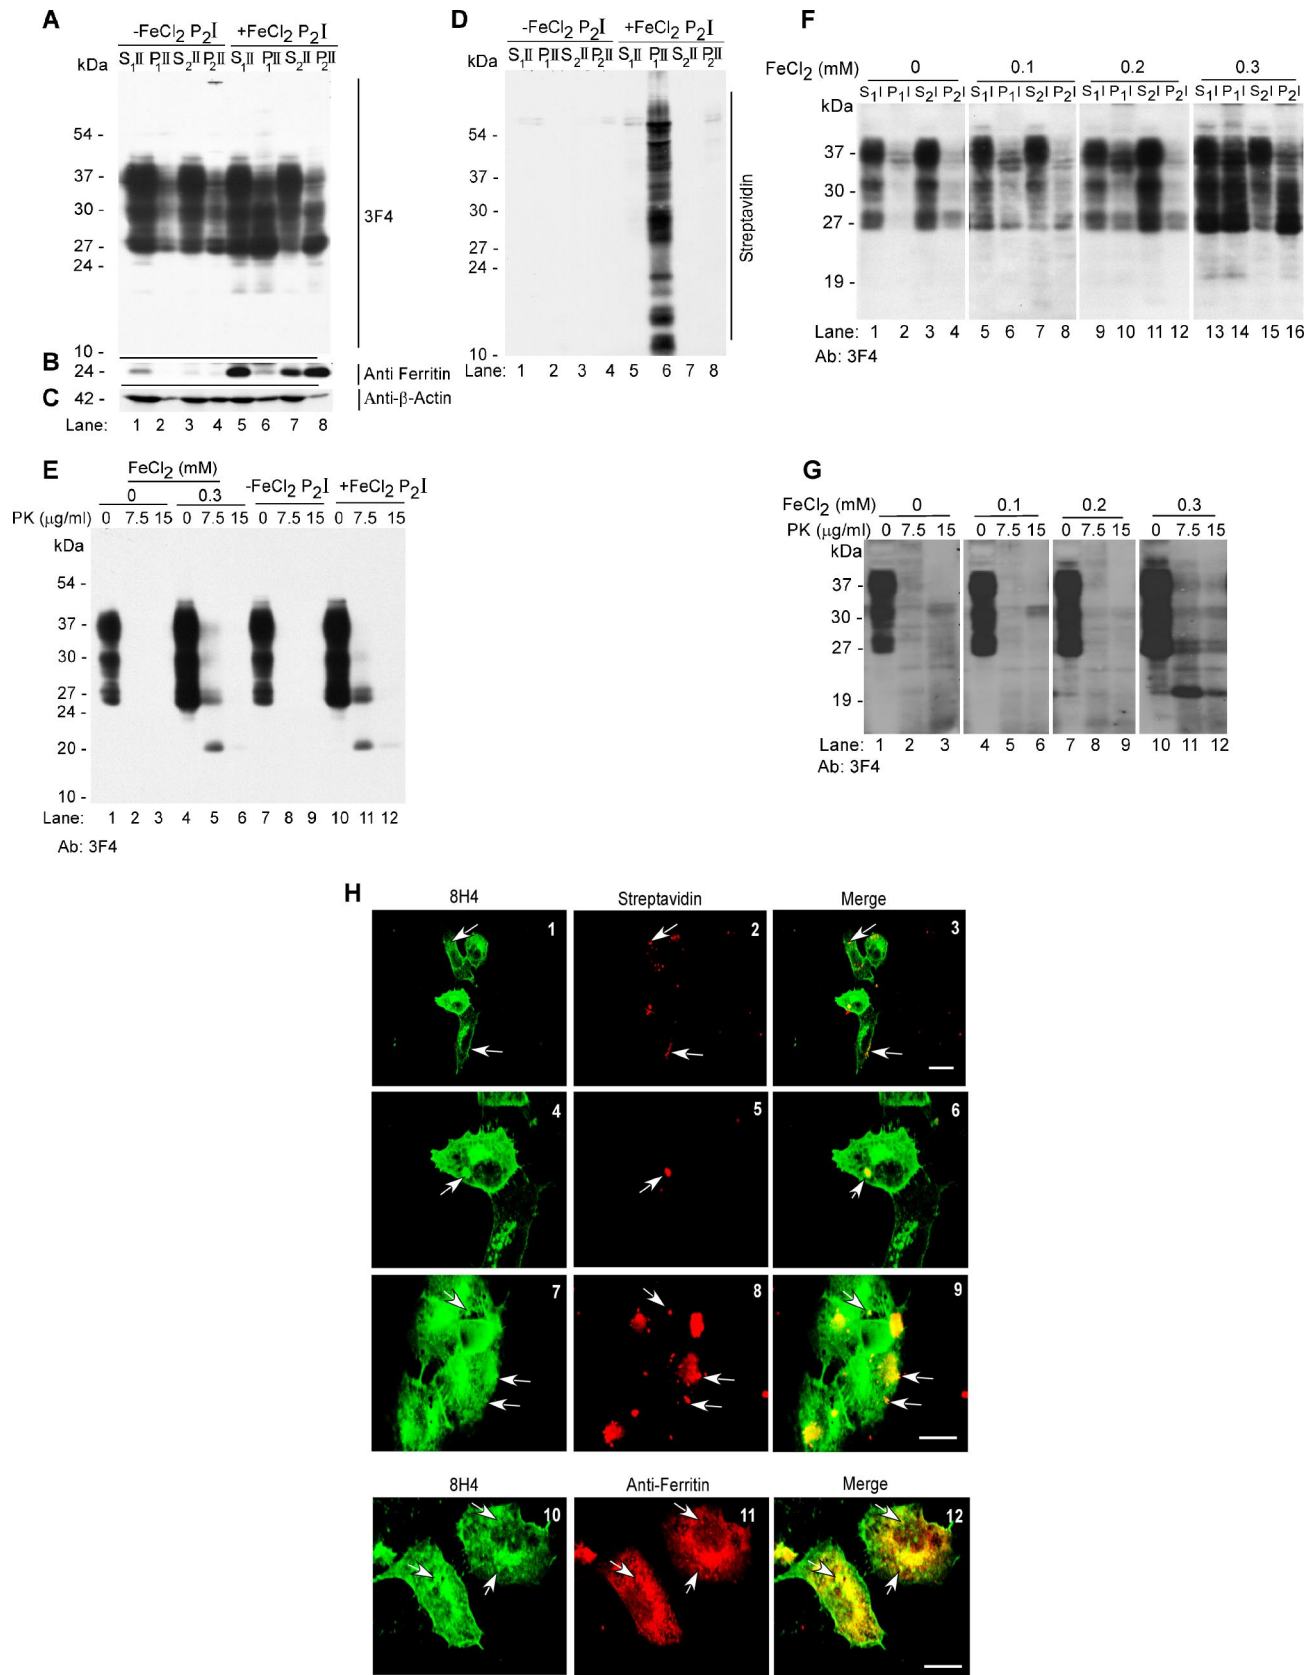 A
-FeCl2 P2I +FeCl2 P2I
kDa S1II P1II S2II P2II S1II P1II S2II P2II
54 -
37 -
30 -
27 -
24 -
10 -
3F4
B 24 - Anti Ferritin
C 42 - Anti-β-Actin
Lane: 1 2 3 4 5 6 7 8
D
-FeCl2 P2I +FeCl2 P2I
kDa S1II P1II S2II P2II S1II P1II S2II P2II
54 -
37 -
30 -
27 -
24 -
10 -
Streptavidin
Lane: 1 2 3 4 5 6 7 8
F
FeCl2 (mM) 0 0.1 0.2 0.3
S1I P1I S2I P2I S1I P1I S2I P2I S1I P1I S2I P2I S1I P1I S2I P2I
kDa
37 -
30 -
27 -
19 -
Lane: 1 2 3 4 5 6 7 8 9 10 11 12 13 14 15 16
Ab: 3F4
E
FeCl2 (mM)
0 0.3 -FeCl2 P2I +FeCl2 P2I
PK (μg/ml) 0 7.5 15 0 7.5 15 0 7.5 15 0 7.5 15
kDa
54 -
37 -
30 -
27 -
24 -
20 -
10 -
Lane: 1 2 3 4 5 6 7 8 9 10 11 12
Ab: 3F4
G
FeCl2 (mM) 0 0.1 0.2 0.3
PK (μg/ml) 0 7.5 15 0 7.5 15 0 7.5 15 0 7.5 15
kDa
37 -
30 -
27 -
19 -
Lane: 1 2 3 4 5 6 7 8 9 10 11 12
Ab: 3F4
H
8H4 Streptavidin Merge
1 2 3
4 5 6
7 8 9
8H4 Anti-Ferritin Merge
10 11 12